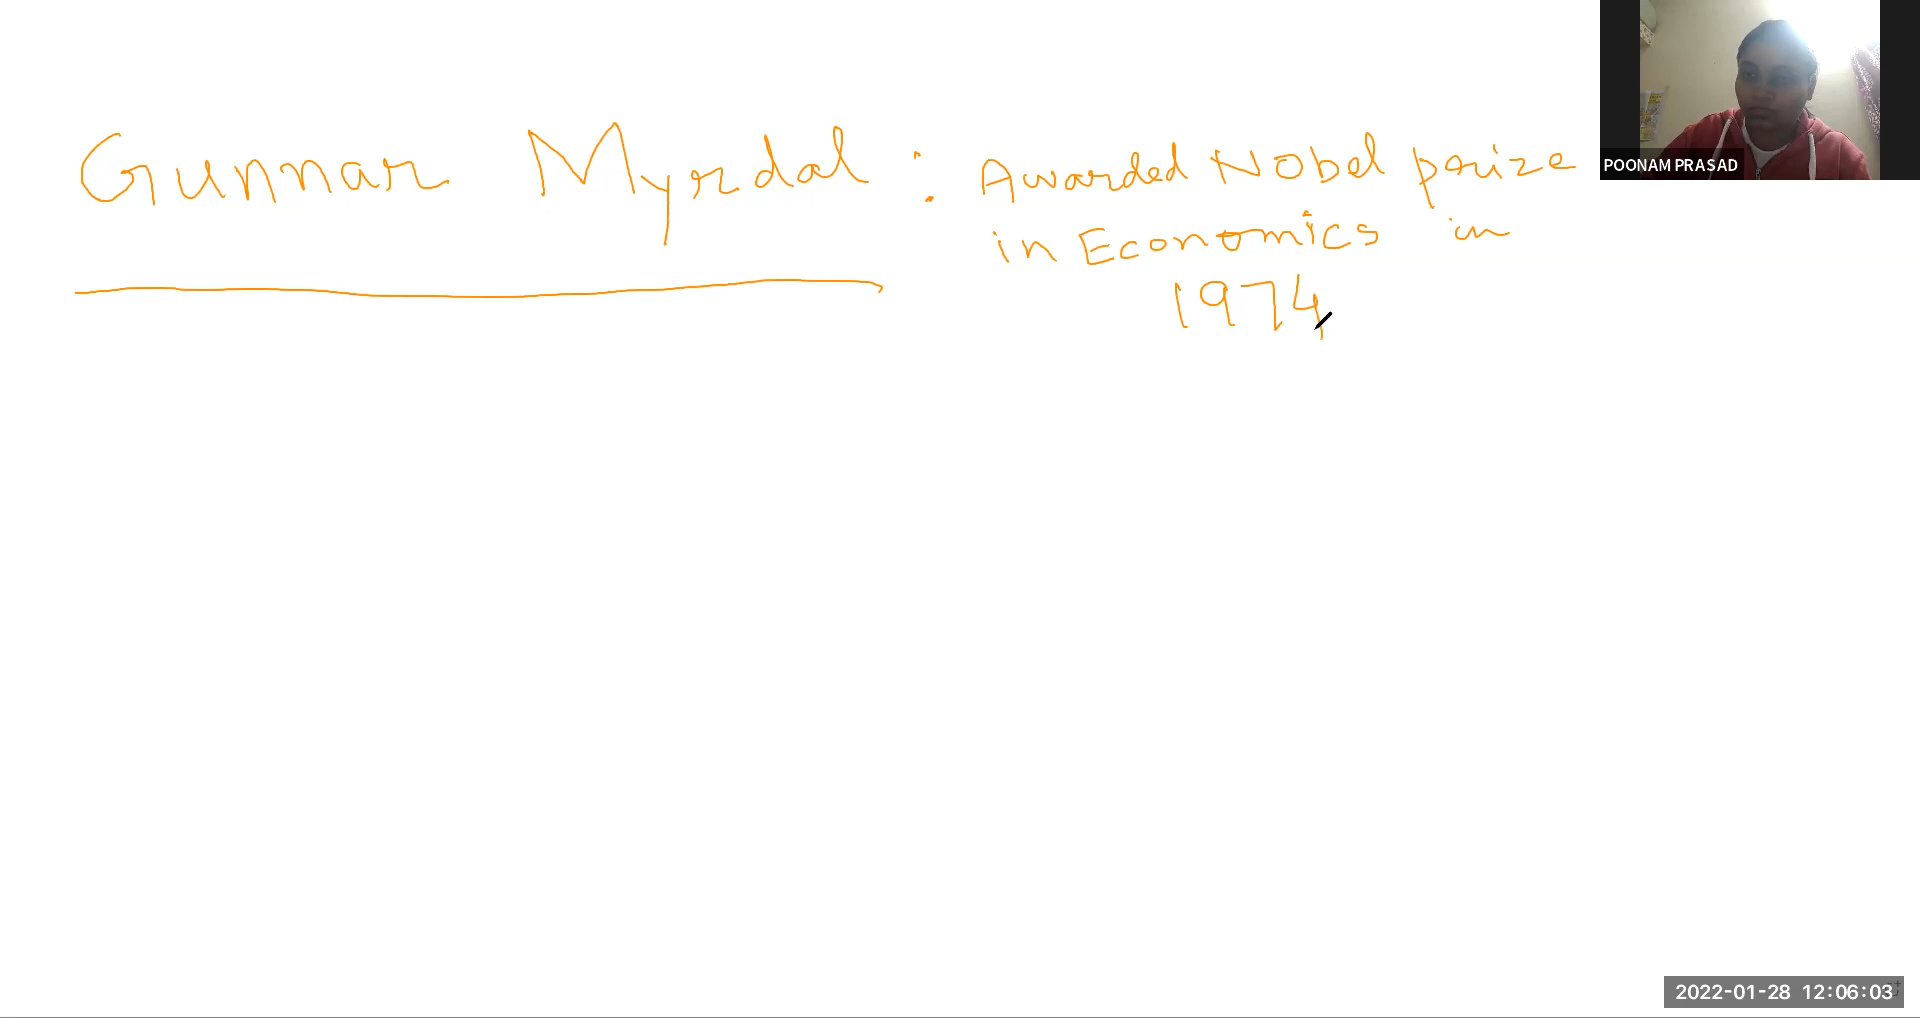 Gunnar Myrdal : Awarded Nobel prize
in Economics in
1974
POONAM PRASAD
2022-01-28 12:06:03